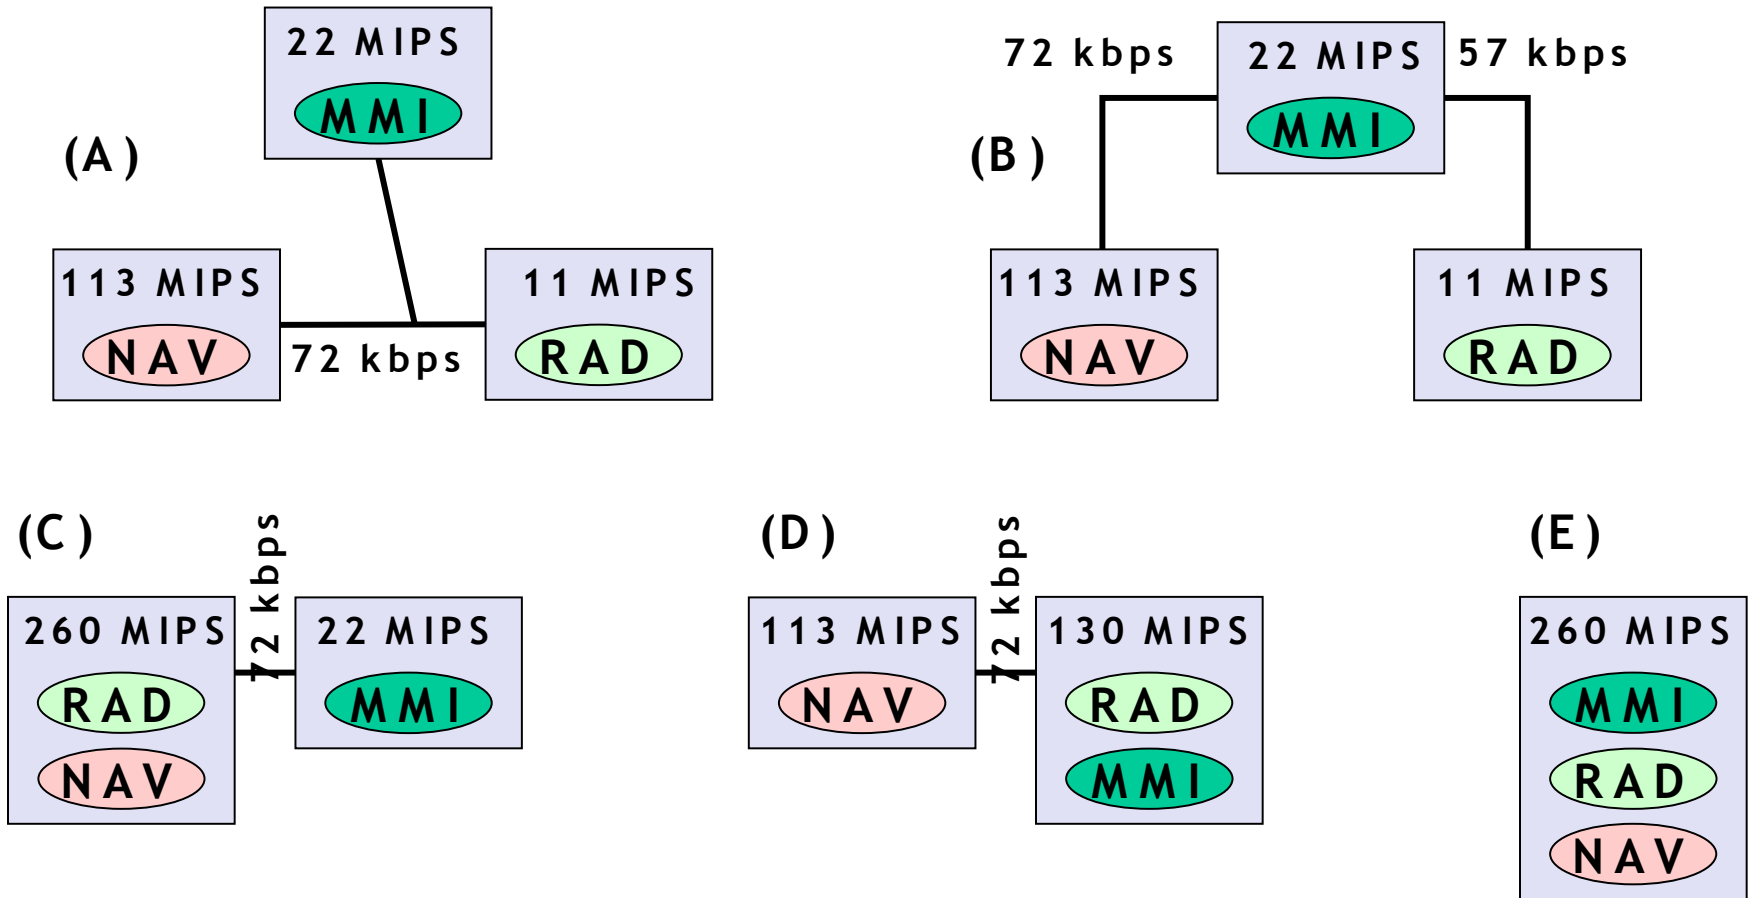 (A)
22 MIPS
MMI
113 MIPS
NAV
72 kbps
11 MIPS
RAD
(B)
72 kbps
22 MIPS
MMI
57 kbps
113 MIPS
NAV
11 MIPS
RAD
(C)
260 MIPS
RAD
NAV
72 kbps
22 MIPS
MMI
(D)
113 MIPS
NAV
72 kbps
130 MIPS
RAD
MMI
(E)
260 MIPS
MMI
RAD
NAV